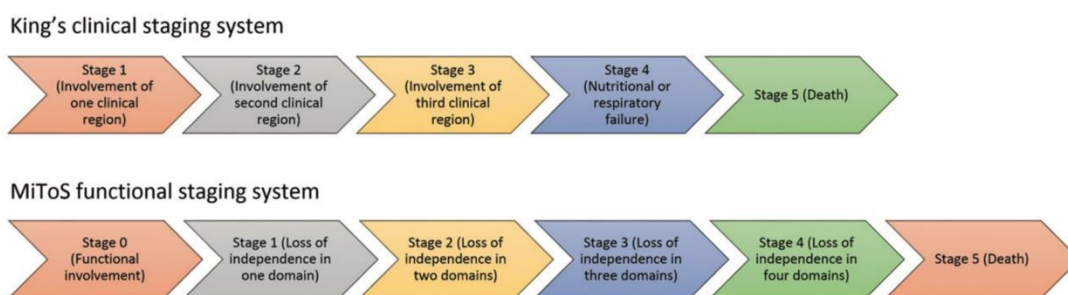 King's clinical staging system
Stage 1
(Involvement of
one clinical
region)
Stage 2
(Involvement of
second clinical
region)
Stage 3
(Involvement of
third clinical
region)
Stage 4
(Nutritional or
respiratory
failure)
Stage 5 (Death)
MiToS functional staging system
Stage 0
(Functional
involvement)
Stage 1 (Loss of
independence in
one domain)
Stage 2 (Loss of
independence in
two domains)
Stage 3 (Loss of
independence in
three domains)
Stage 4 (Loss of
independence in
four domains)
Stage 5 (Death)